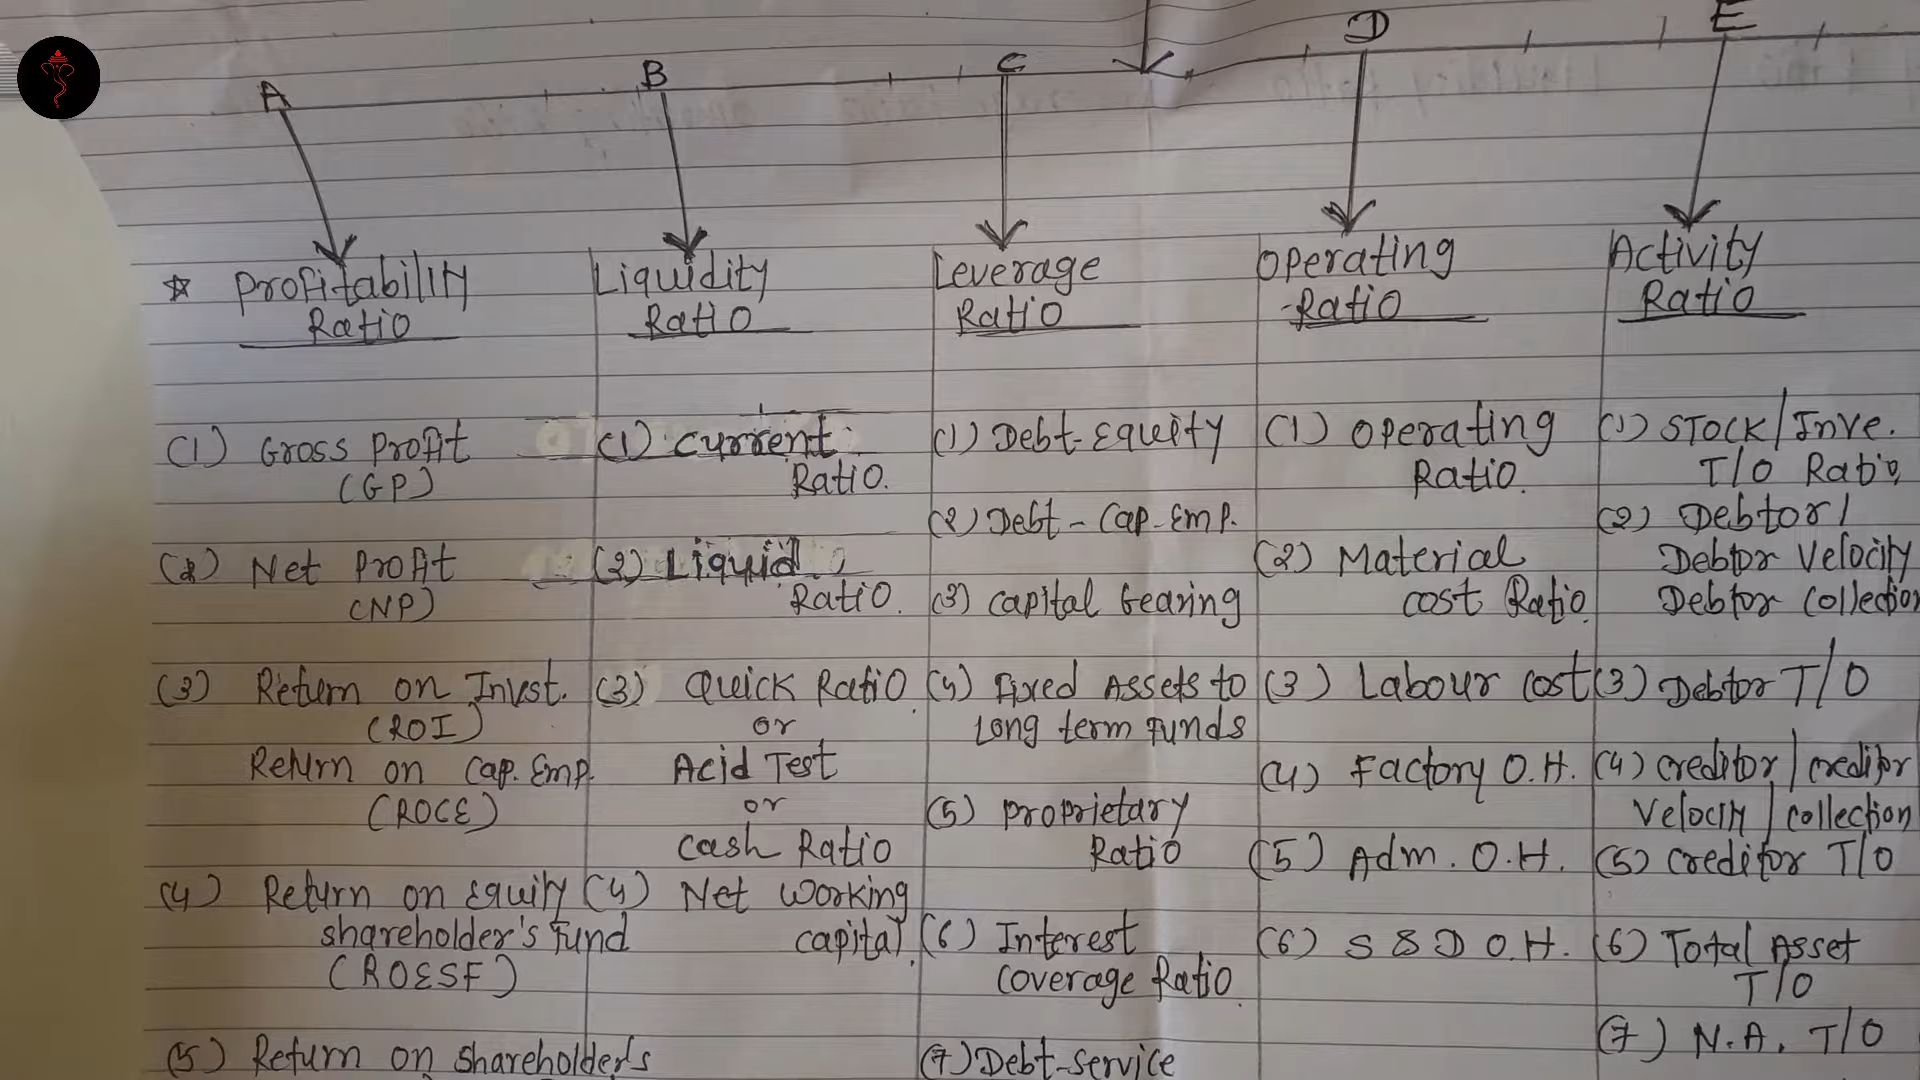 A
B
C
D
E
☆ Profitability
Ratio
(1) Gross Profit
(GP)
(2) Net Profit
(NP)
(3) Return on Invst.
(ROI)
Return on Cap. Emp.
(ROCE)
(4) Return on Equity
shareholder's Fund
(ROESF)
(5) Return on shareholder's
Liquidity
Ratio
(1) Current
Ratio.
(2) Liquid
Ratio.
(3) Quick Ratio
or
Acid Test
or
Cash Ratio
(4) Net Working
capital.
Leverage
Ratio
(1) Debt-Equity
(2) Debt - Cap-Emp.
(3) Capital Gearing
(4) Fixed Assets to
Long term Funds
(5) Proprietary
Ratio
(6) Interest
Coverage Ratio.
(7) Debt-Service
Operating
-Ratio
(1) Operating
Ratio.
(2) Material
Cost Ratio
(3) Labour Cost
(4) Factory O.H.
(5) Adm. O.H.
(6) S & D O.H.
Activity
Ratio
(1) STOCK/Inve.
T/O Ratio,
(2) Debtor/
Debtor Velocity
Debtor Collection
(3) Debtor T/O
(4) Creditor/Creditor
Velocity/Collection
(5) Creditor T/O
(6) Total Asset
T/O
(7) N.A. T/O